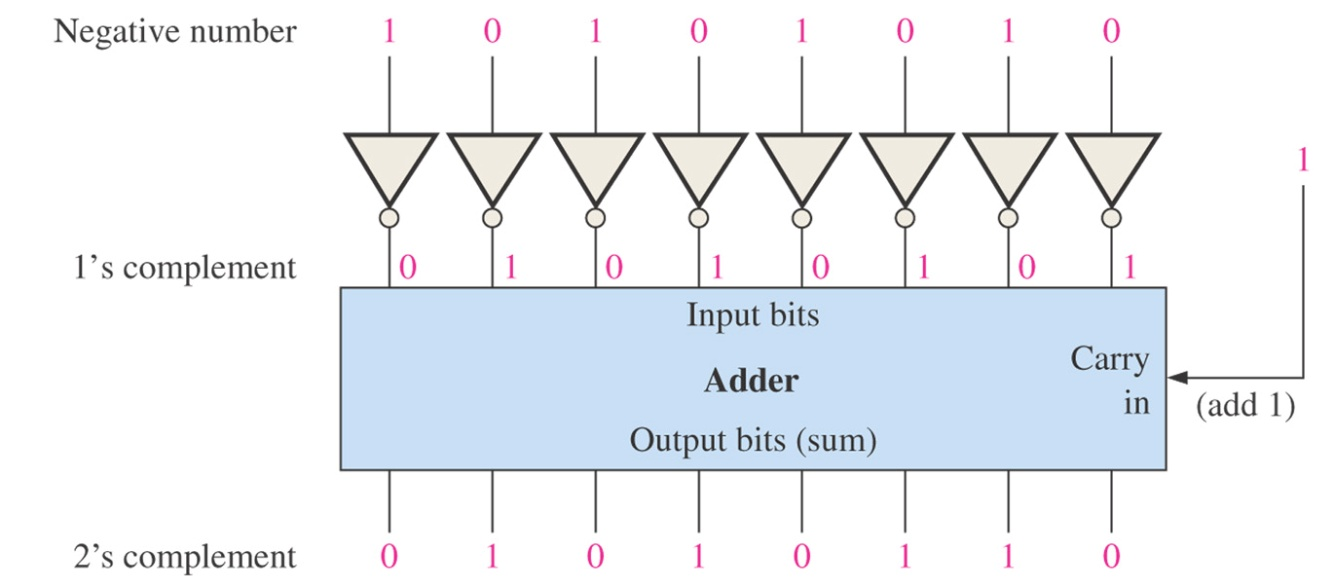 Negative number 1 0 1 0 1 0 1 0
1
1’s complement 0 1 0 1 0 1 0 1
Input bits
Carry
Adder
in
(add 1)
Output bits (sum)
2’s complement 0 1 0 1 0 1 1 0